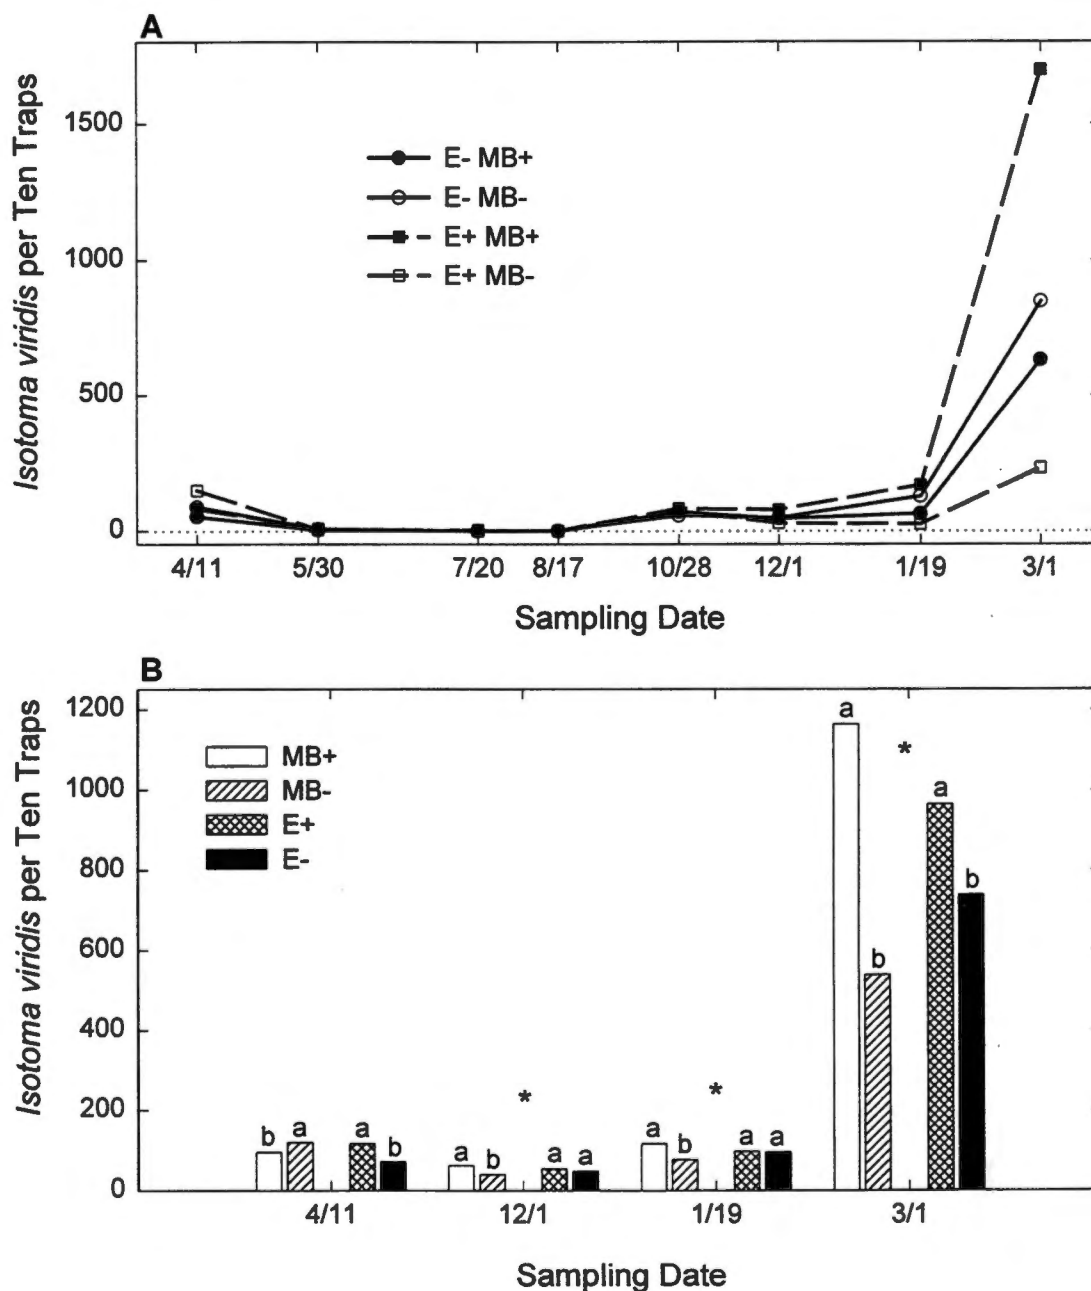 A
Isotoma viridis per Ten Traps
1500
1000
500
0
E- MB+
E- MB-
E+ MB+
E+ MB-
4/11 5/30 7/20 8/17 10/28 12/1 1/19 3/1
Sampling Date
B
Isotoma viridis per Ten Traps
1200
1000
800
600
400
200
0
MB+
MB-
E+
E-
b a a b
a b * a a
a b * a a
a b * a b
4/11 12/1 1/19 3/1
Sampling Date